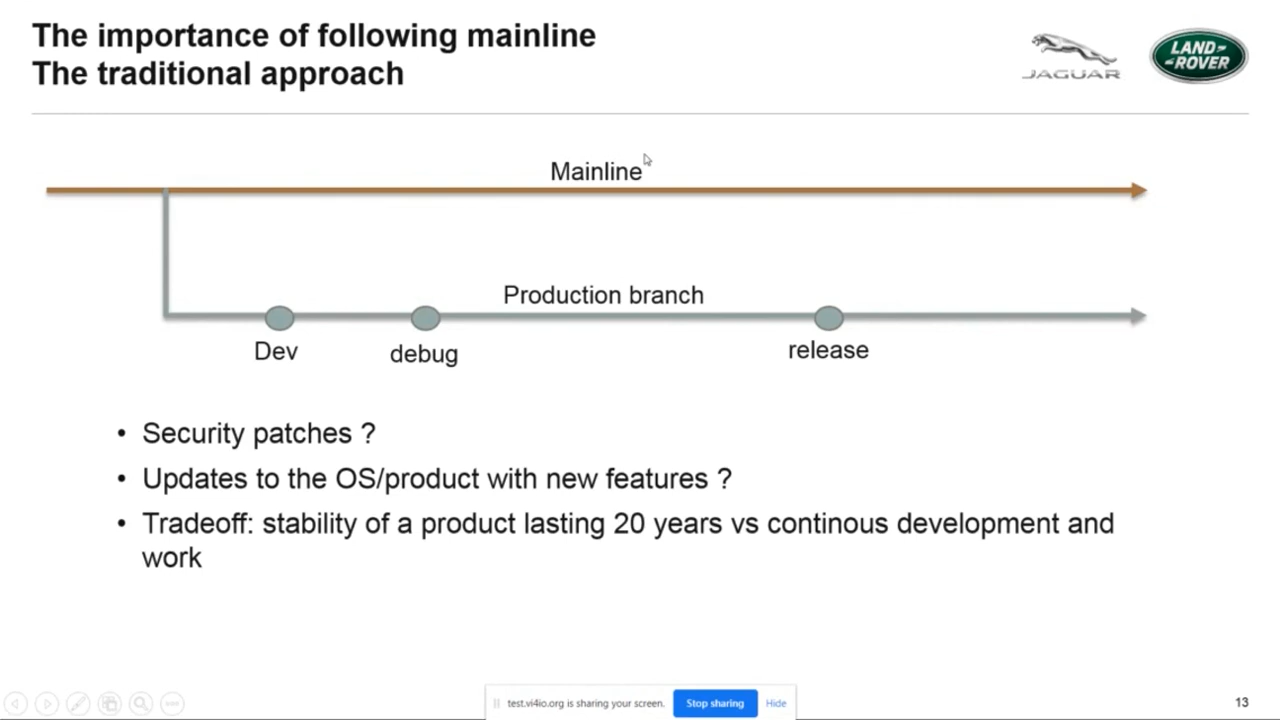 The importance of following mainline
The traditional approach
JAGUAR
LAND-
-ROVER
Mainline
Production branch
Dev
debug
release
• Security patches ?
• Updates to the OS/product with new features ?
• Tradeoff: stability of a product lasting 20 years vs continous development and
work
test.vi4io.org is sharing your screen.
Stop sharing
Hide
13